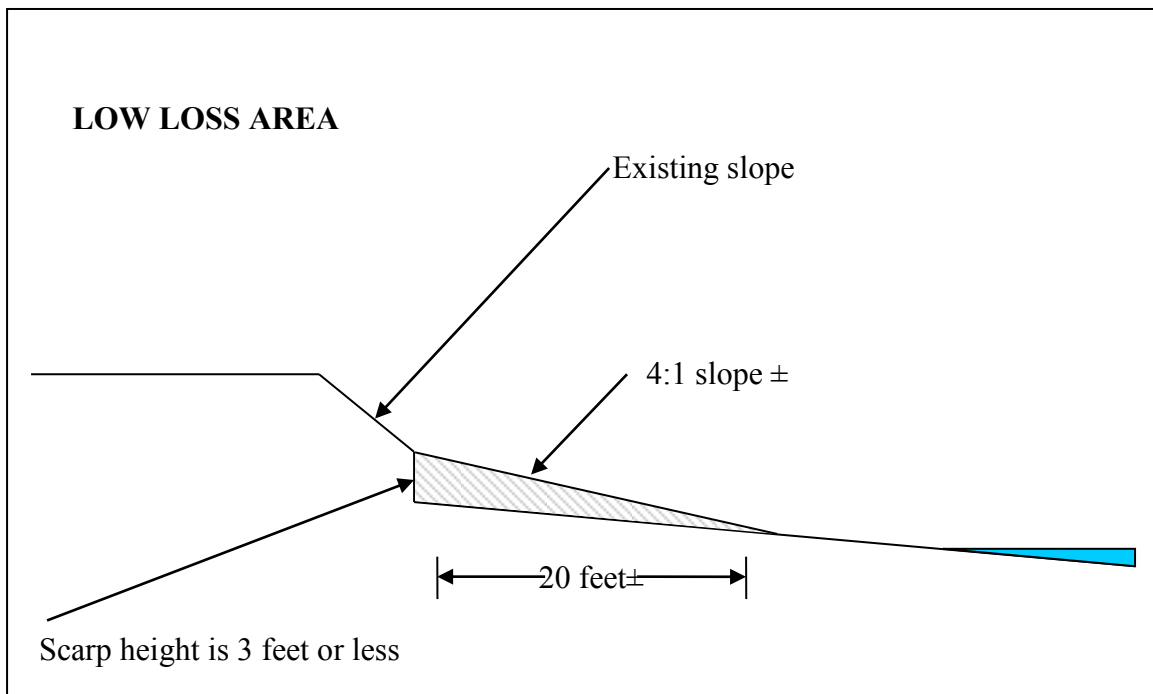 LOW LOSS AREA
Existing slope
4:1 slope ±
20 feet±
Scarp height is 3 feet or less